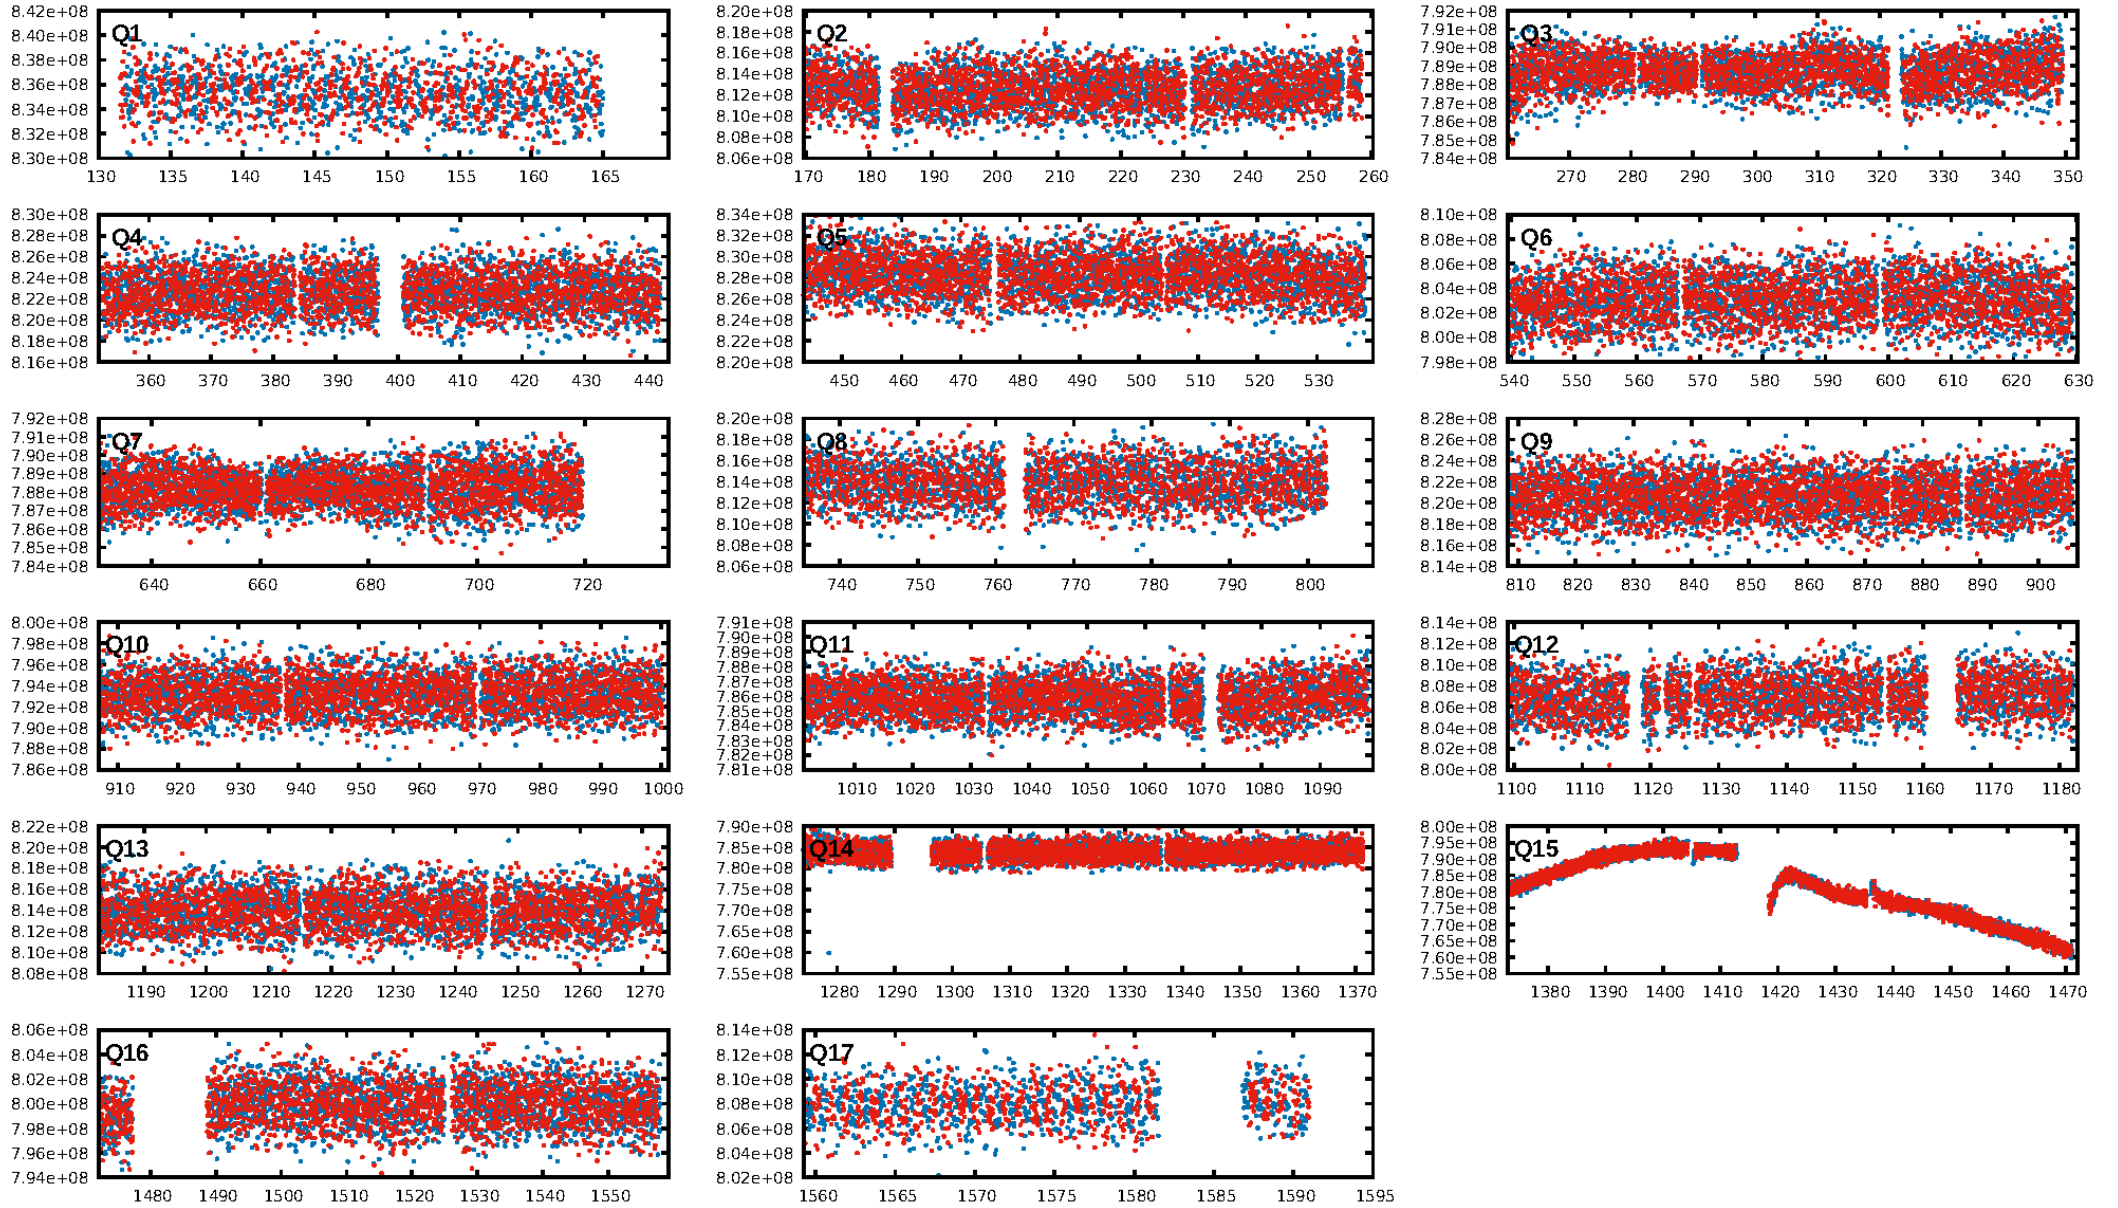 8.42e+08
8.40e+08
8.38e+08
8.36e+08
8.34e+08
8.32e+08
8.30e+08
Q1
130 135 140 145 150 155 160 165
8.20e+08
8.18e+08
8.16e+08
8.14e+08
8.12e+08
8.10e+08
8.08e+08
8.06e+08
Q2
170 180 190 200 210 220 230 240 250 260
7.92e+08
7.91e+08
7.90e+08
7.89e+08
7.88e+08
7.87e+08
7.86e+08
7.85e+08
7.84e+08
Q3
270 280 290 300 310 320 330 340 350
8.30e+08
8.28e+08
8.26e+08
8.24e+08
8.22e+08
8.20e+08
8.18e+08
8.16e+08
Q4
360 370 380 390 400 410 420 430 440
8.34e+08
8.32e+08
8.30e+08
8.28e+08
8.26e+08
8.24e+08
8.22e+08
8.20e+08
Q5
450 460 470 480 490 500 510 520 530
8.10e+08
8.08e+08
8.06e+08
8.04e+08
8.02e+08
8.00e+08
7.98e+08
Q6
540 550 560 570 580 590 600 610 620 630
7.92e+08
7.91e+08
7.90e+08
7.89e+08
7.88e+08
7.87e+08
7.86e+08
7.85e+08
7.84e+08
Q7
640 660 680 700 720
8.20e+08
8.18e+08
8.16e+08
8.14e+08
8.12e+08
8.10e+08
8.08e+08
8.06e+08
Q8
740 750 760 770 780 790 800
8.28e+08
8.26e+08
8.24e+08
8.22e+08
8.20e+08
8.18e+08
8.16e+08
8.14e+08
Q9
810 820 830 840 850 860 870 880 890 900
8.00e+08
7.98e+08
7.96e+08
7.94e+08
7.92e+08
7.90e+08
7.88e+08
7.86e+08
Q10
910 920 930 940 950 960 970 980 990 1000
7.91e+08
7.90e+08
7.89e+08
7.88e+08
7.87e+08
7.86e+08
7.85e+08
7.84e+08
7.83e+08
7.82e+08
7.81e+08
Q11
1010 1020 1030 1040 1050 1060 1070 1080 1090
8.14e+08
8.12e+08
8.10e+08
8.08e+08
8.06e+08
8.04e+08
8.02e+08
8.00e+08
Q12
1100 1110 1120 1130 1140 1150 1160 1170 1180
8.22e+08
8.20e+08
8.18e+08
8.16e+08
8.14e+08
8.12e+08
8.10e+08
8.08e+08
Q13
1190 1200 1210 1220 1230 1240 1250 1260 1270
7.90e+08
7.85e+08
7.80e+08
7.75e+08
7.70e+08
7.65e+08
7.60e+08
7.55e+08
Q14
1280 1290 1300 1310 1320 1330 1340 1350 1360 1370
8.00e+08
7.95e+08
7.90e+08
7.85e+08
7.80e+08
7.75e+08
7.70e+08
7.65e+08
7.60e+08
7.55e+08
Q15
1380 1390 1400 1410 1420 1430 1440 1450 1460 1470
8.06e+08
8.04e+08
8.02e+08
8.00e+08
7.98e+08
7.96e+08
7.94e+08
Q16
1480 1490 1500 1510 1520 1530 1540 1550
8.14e+08
8.12e+08
8.10e+08
8.08e+08
8.06e+08
8.04e+08
8.02e+08
Q17
1560 1565 1570 1575 1580 1585 1590 1595